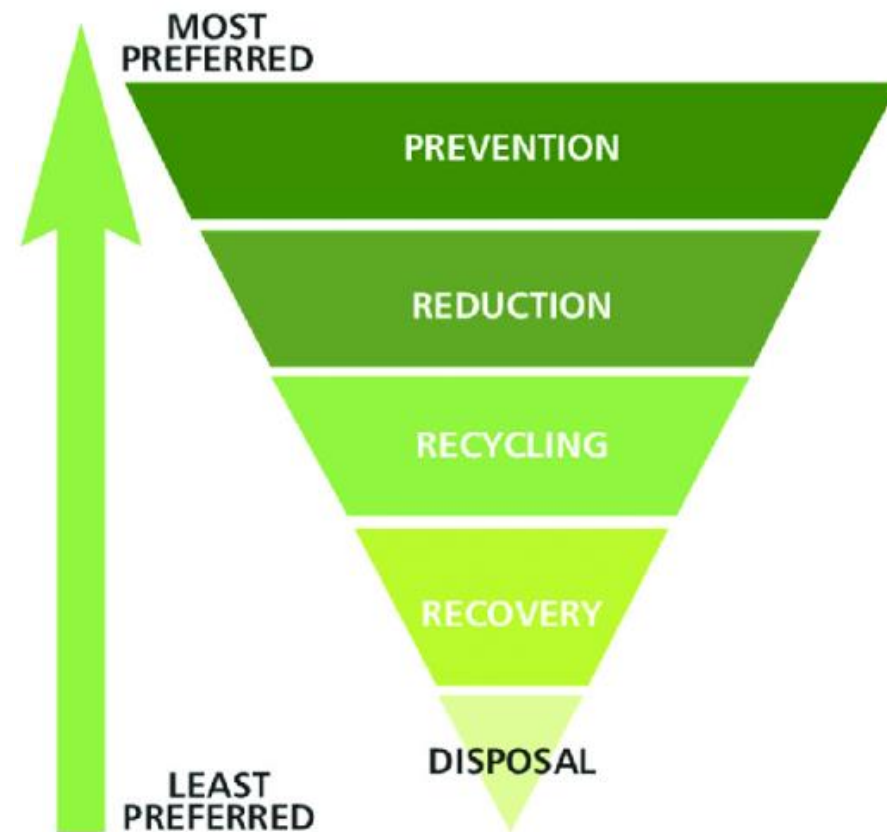 MOST
PREFERRED
PREVENTION
REDUCTION
RECYCLING
RECOVERY
DISPOSAL
LEAST
PREFERRED